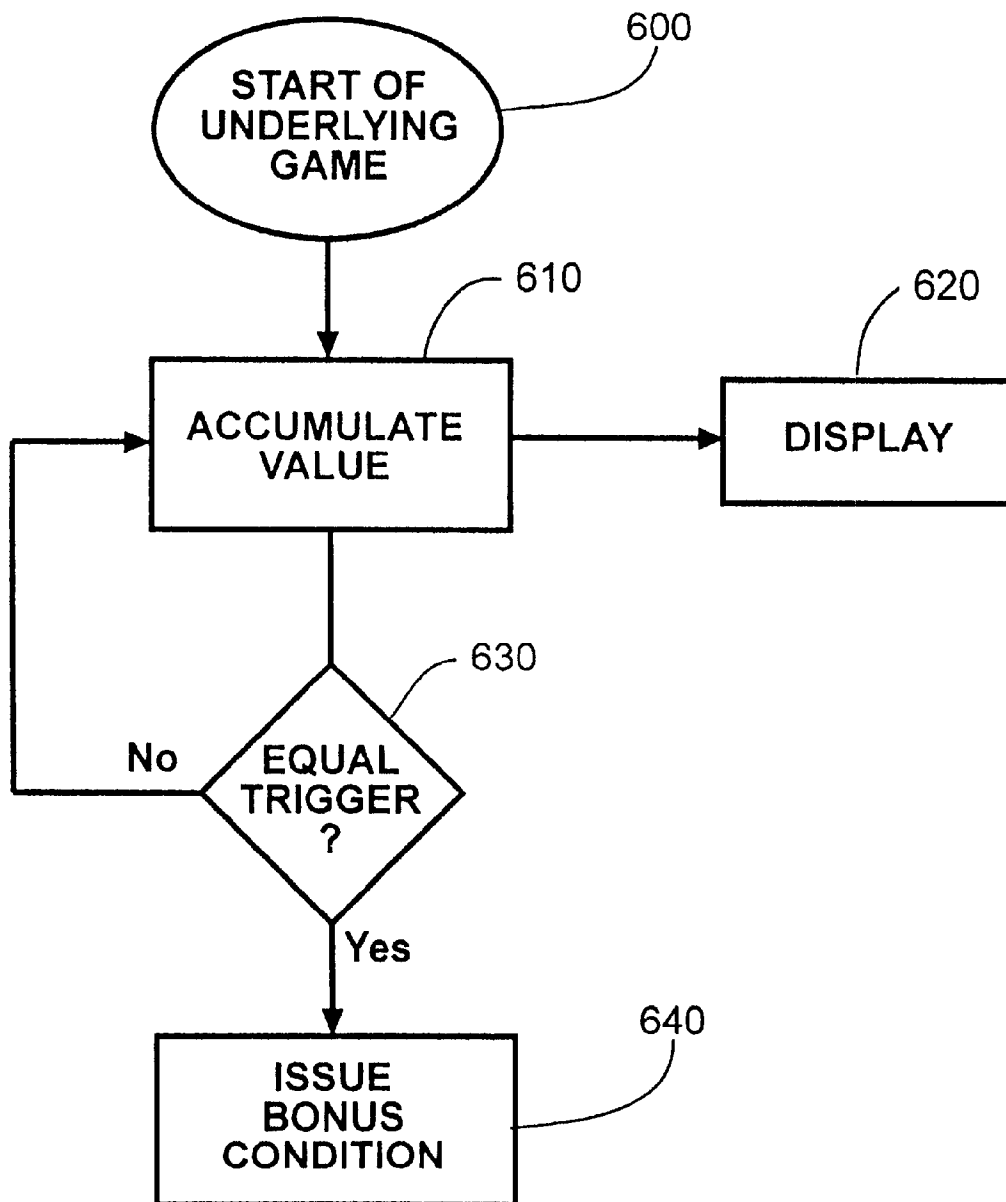 600
START OF
UNDERLYING
GAME
610
620
ACCUMULATE
VALUE
DISPLAY
630
No
EQUAL
TRIGGER
?
Yes
640
ISSUE
BONUS
CONDITION